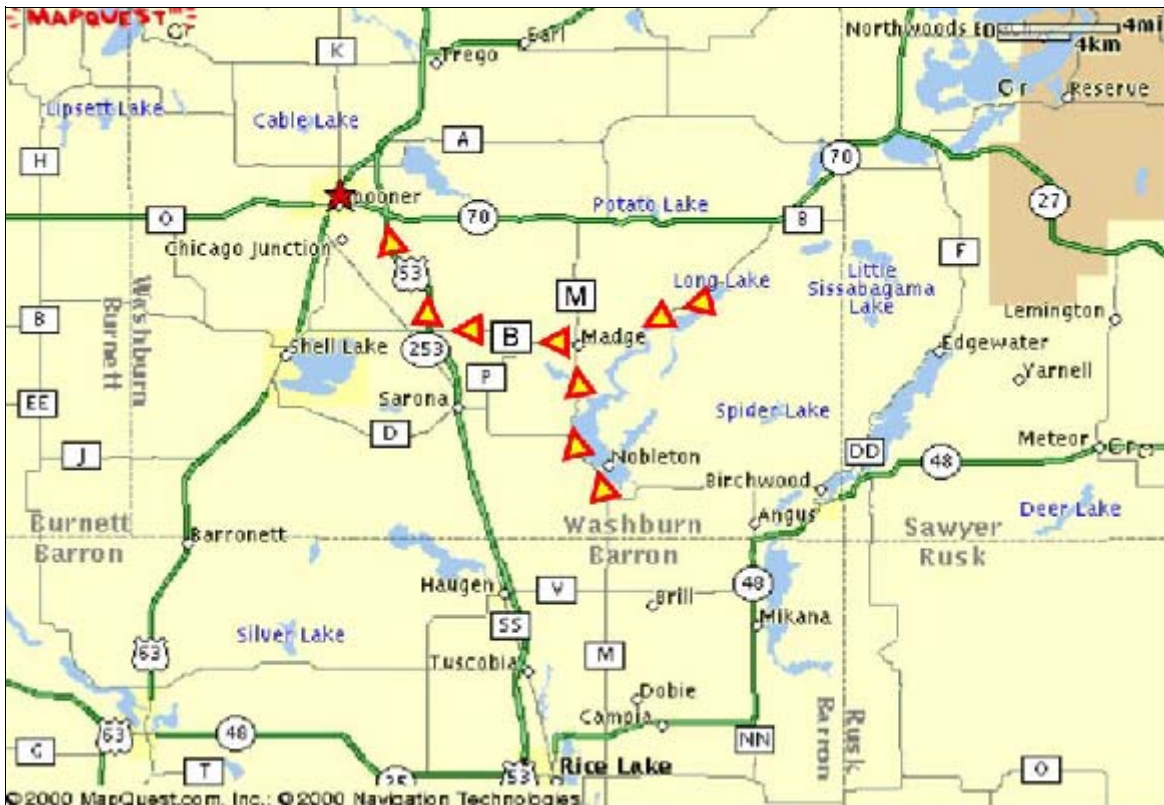 MAPQUEST
Earl
Northwoods Beach
4mi
4km
K
Trego
Reserve
Lipsett Lake
Cable Lake
H
A
70
Spooner
27
O
70
Potato Lake
B
Chicago Junction
F
53
Long Lake
Little
Sissabagama
Lake
Washburn
Burnett
M
Lemington
B
B
Madge
253
Shell Lake
Edgewater
P
Yarnell
EE
Sarona
Spider Lake
D
Meteor
J
DD
48
Nobleton
Birchwood
Burnett
Barron
Washburn
Barron
Angus
Sawyer
Rusk
Deer Lake
Barronett
Haugen
V
48
Brill
Mikana
SS
Silver Lake
63
M
Tuscobia
Dobie
Barron
Rusk
Campia
63
48
NN
G
T
25
53
Rice Lake
O
©2000 MapQuest.com, Inc.; ©2000 Navigation Technologies